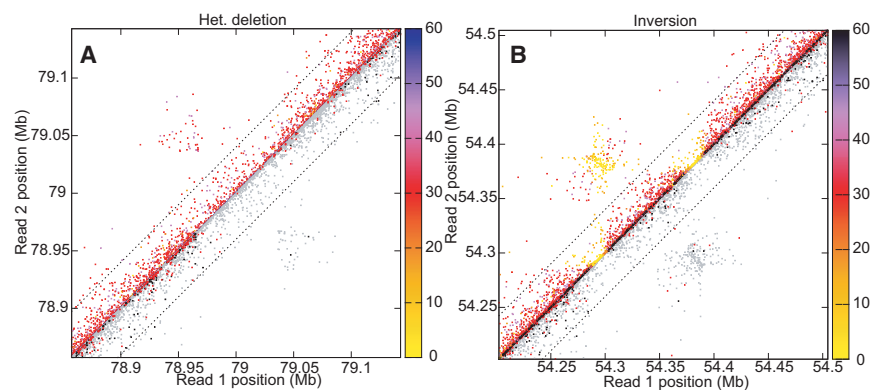 Het. deletion
Inversion
A
B
Read 2 position (Mb)
79.1
79.05
79
78.95
78.9
78.9 78.95 79 79.05 79.1
Read 1 position (Mb)
60
50
40
30
20
10
0
Read 2 position (Mb)
54.5
54.45
54.4
54.35
54.3
54.25
54.25 54.3 54.35 54.4 54.45 54.5
Read 1 position (Mb)
60
50
40
30
20
10
0